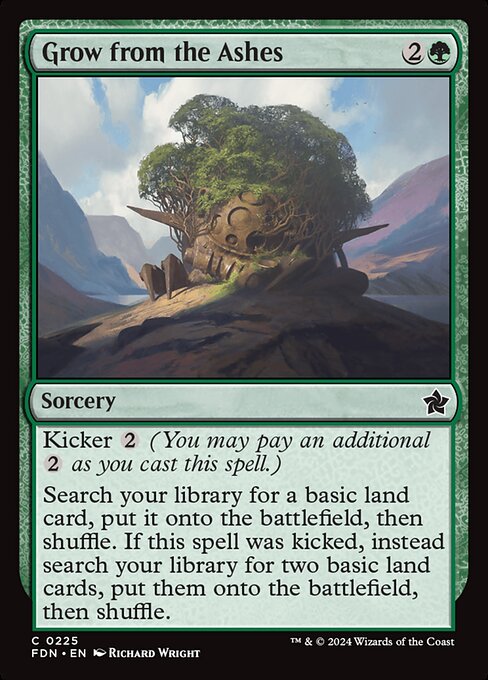 Grow from the Ashes 2
Sorcery
Kicker 2 (You may pay an additional
2 as you cast this spell.)
Search your library for a basic land
card, put it onto the battlefield, then
shuffle. If this spell was kicked, instead
search your library for two basic land
cards, put them onto the battlefield,
then shuffle.
C 0225
FDN • EN RICHARD WRIGHT
™ & © 2024 Wizards of the Coast